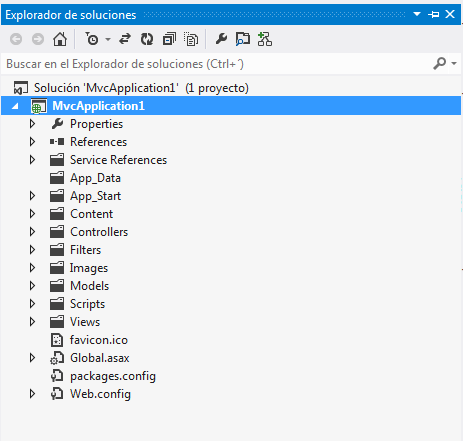 Explorador de soluciones
Buscar en el Explorador de soluciones (Ctrl+´)
Solución 'MvcApplication1' (1 proyecto)
MvcApplication1
Properties
References
Service References
App_Data
App_Start
Content
Controllers
Filters
Images
Models
Scripts
Views
favicon.ico
Global.asax
packages.config
Web.config